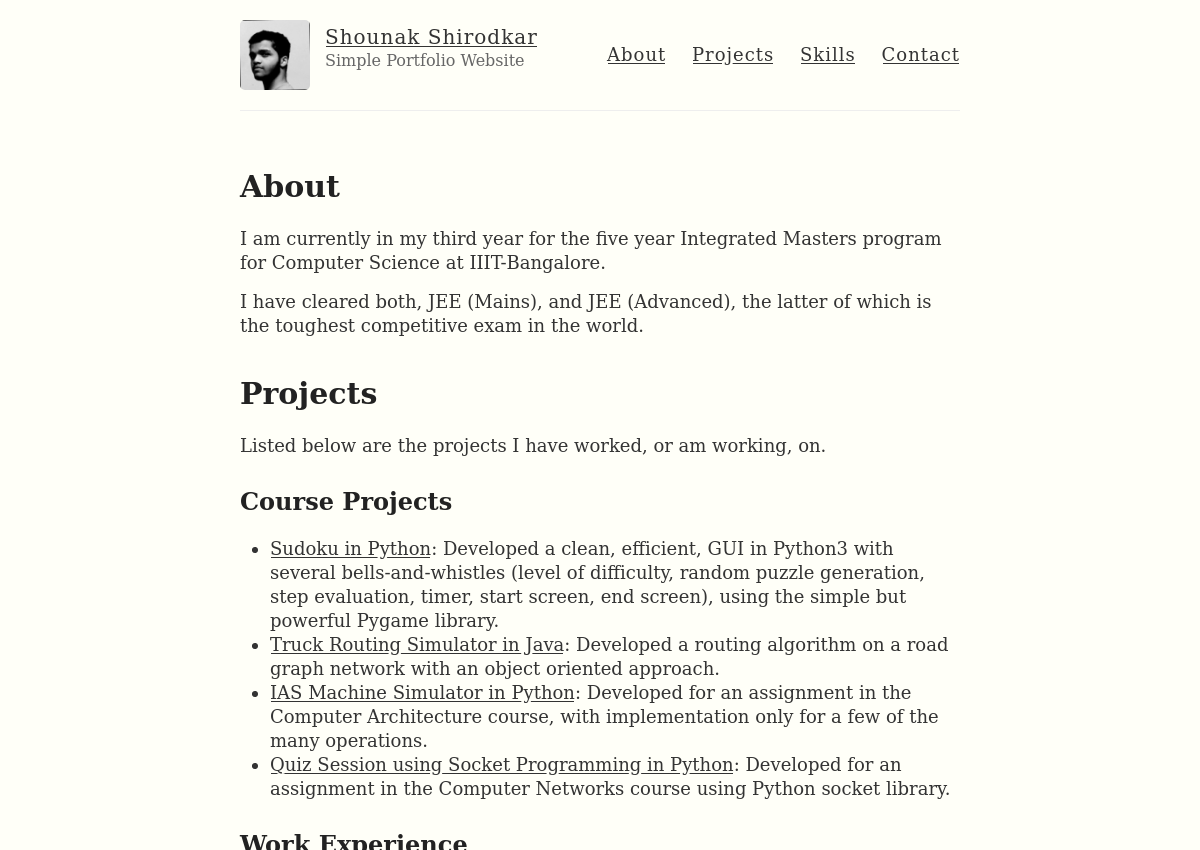 Shounak Shirodkar
Simple Portfolio Website
About Projects Skills Contact
About
I am currently in my third year for the five year Integrated Masters program
for Computer Science at IIIT-Bangalore.
I have cleared both, JEE (Mains), and JEE (Advanced), the latter of which is
the toughest competitive exam in the world.
Projects
Listed below are the projects I have worked, or am working, on.
Course Projects
• Sudoku in Python: Developed a clean, efficient, GUI in Python3 with
several bells-and-whistles (level of difficulty, random puzzle generation,
step evaluation, timer, start screen, end screen), using the simple but
powerful Pygame library.
• Truck Routing Simulator in Java: Developed a routing algorithm on a road
graph network with an object oriented approach.
• IAS Machine Simulator in Python: Developed for an assignment in the
Computer Architecture course, with implementation only for a few of the
many operations.
• Quiz Session using Socket Programming in Python: Developed for an
assignment in the Computer Networks course using Python socket library.
Work Experience